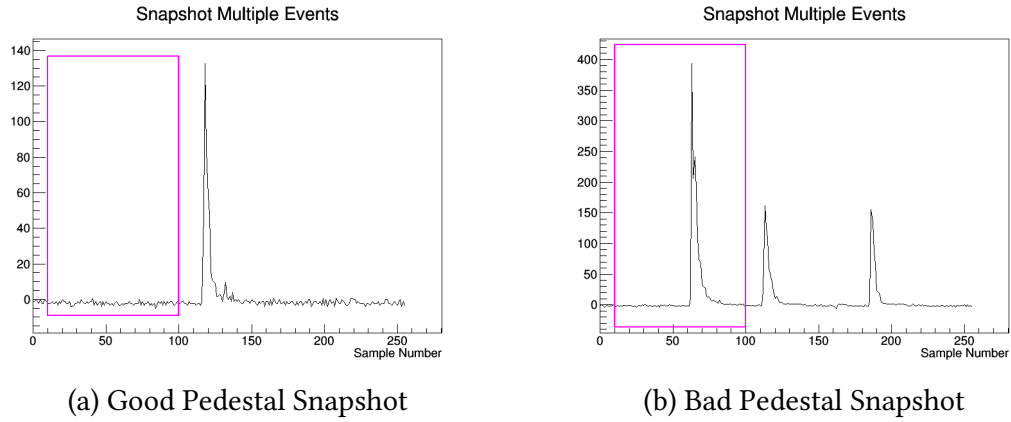 Snapshot Multiple Events
140
120
100
80
60
40
20
0
0 50 100 150 200 250
Sample Number
(a) Good Pedestal Snapshot
Snapshot Multiple Events
400
350
300
250
200
150
100
50
0
0 50 100 150 200 250
Sample Number
(b) Bad Pedestal Snapshot